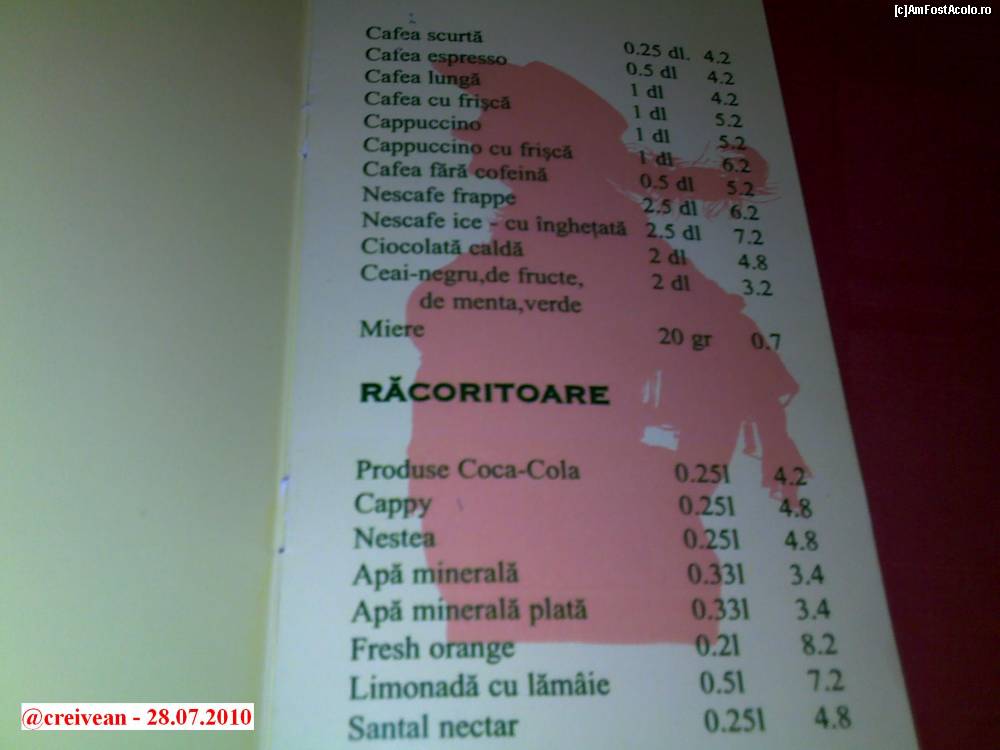 [c]AmFostAcolo.ro
Cafea scurtă 0.25 dl. 4.2
Cafea espresso 0.5 dl 4.2
Cafea lungă 1 dl 4.2
Cafea cu frişcă 1 dl 5.2
Cappuccino 1 dl 5.2
Cappuccino cu frişcă 1 dl 6.2
Cafea fără cofeină 0.5 dl 5.2
Nescafe frappe 2.5 dl 6.2
Nescafe ice - cu îngheţată 2.5 dl 7.2
Ciocolată caldă 2 dl 4.8
Ceai-negru,de fructe, 2 dl 3.2
de menta,verde
Miere 20 gr 0.7
RĂCORITOARE
Produse Coca-Cola 0.25l 4.2
Cappy 0.25l 4.8
Nestea 0.25l 4.8
Apă minerală 0.33l 3.4
Apă minerală plată 0.33l 3.4
Fresh orange 0.2l 8.2
Limonadă cu lămâie 0.5l 7.2
Santal nectar 0.25l 4.8
@creivean - 28.07.2010